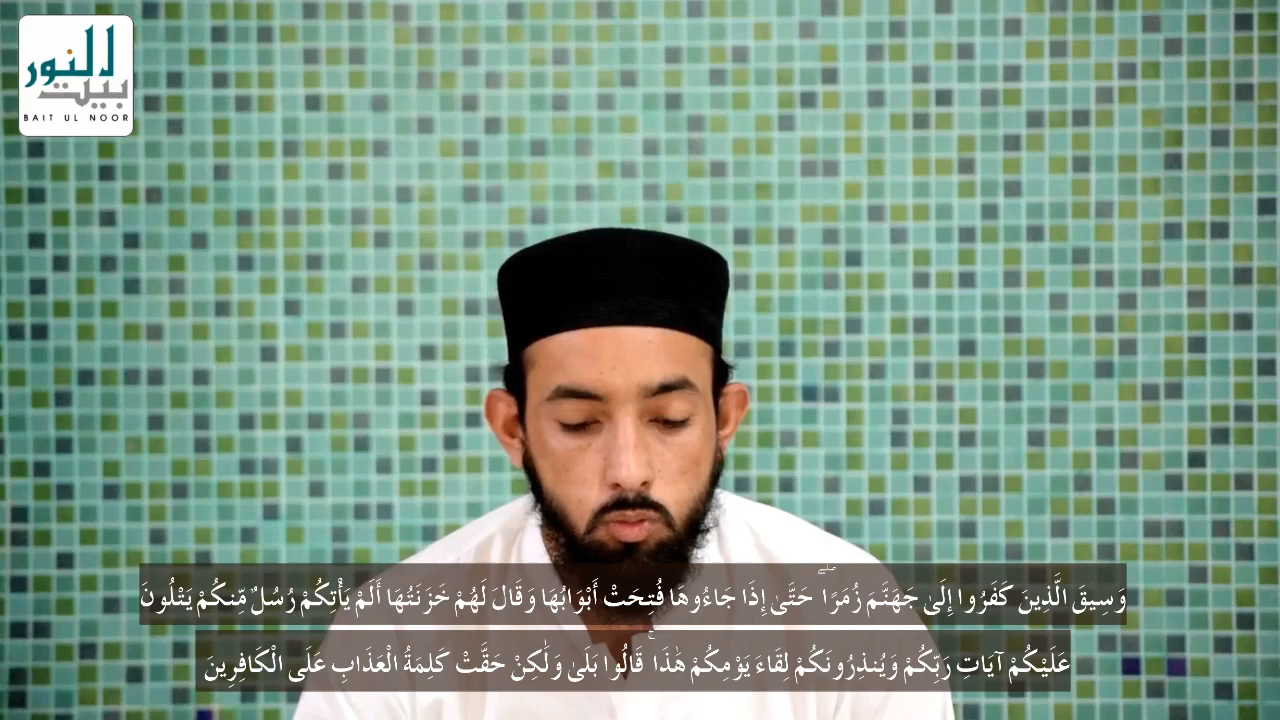 النور
بيت
BAIT UL NOOR
وَسِيقَ الَّذِينَ كَفَرُوا إِلَىٰ جَهَنَّمَ زُمَرًا ۖ حَتَّىٰ إِذَا جَاءُوهَا فُتِحَتْ أَبْوَابُهَا وَقَالَ لَهُمْ خَزَنَتُهَا أَلَمْ يَأْتِكُمْ رُسُلٌ مِّنكُمْ يَتْلُونَ
عَلَيْكُمْ آيَاتِ رَبِّكُمْ وَيُنذِرُونَكُمْ لِقَاءَ يَوْمِكُمْ هَٰذَا ۚ قَالُوا بَلَىٰ وَلَٰكِنْ حَقَّتْ كَلِمَةُ الْعَذَابِ عَلَى الْكَافِرِينَ